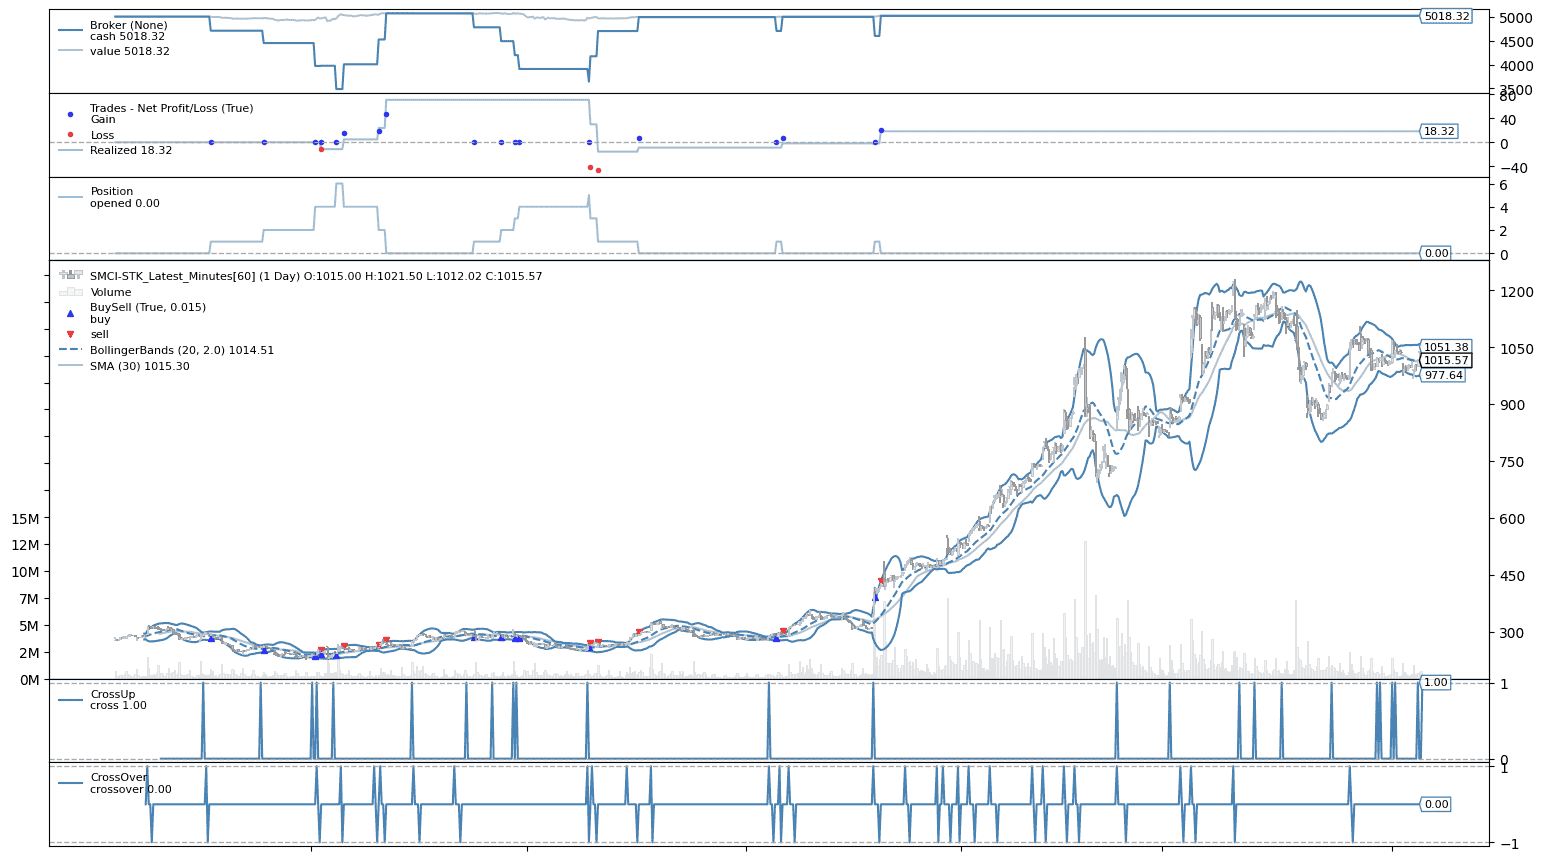 Broker (None)
cash 5018.32
value 5018.32
5018.32
5000
4500
4000
3500
Trades - Net Profit/Loss (True)
Gain
Loss
Realized 18.32
80
40
18.32
0
−40
Position
opened 0.00
6
4
2
0.00
0
SMCI-STK_Latest_Minutes[60] (1 Day) O:1015.00 H:1021.50 L:1012.02 C:1015.57
Volume
BuySell (True, 0.015)
buy
sell
BollingerBands (20, 2.0) 1014.51
SMA (30) 1015.30
1200
1051.38
1050
1015.57
977.64
900
750
600
450
300
15M
12M
10M
7M
5M
2M
0M
CrossUp
cross 1.00
1.00
1
0
CrossOver
crossover 0.00
1
0.00
−1